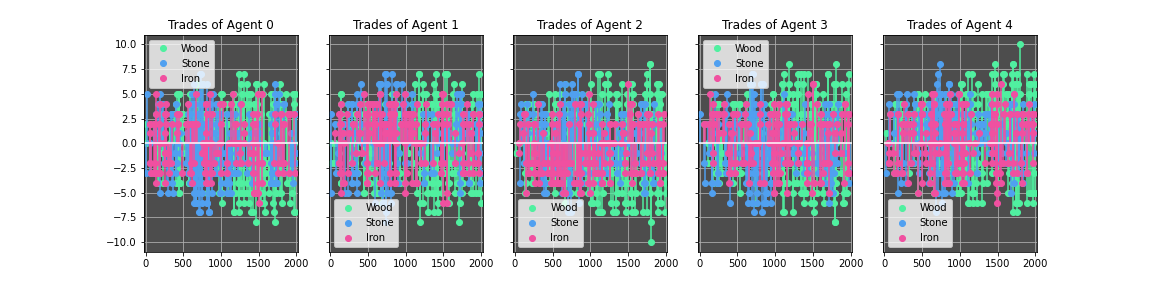 Trades of Agent 0
Trades of Agent 1
Trades of Agent 2
Trades of Agent 3
Trades of Agent 4
10.0
7.5
5.0
2.5
0.0
−2.5
−5.0
−7.5
−10.0
Wood
Stone
Iron
Wood
Stone
Iron
Wood
Stone
Iron
Wood
Stone
Iron
Wood
Stone
Iron
0 500 1000 1500 2000
0 500 1000 1500 2000
0 500 1000 1500 2000
0 500 1000 1500 2000
0 500 1000 1500 2000